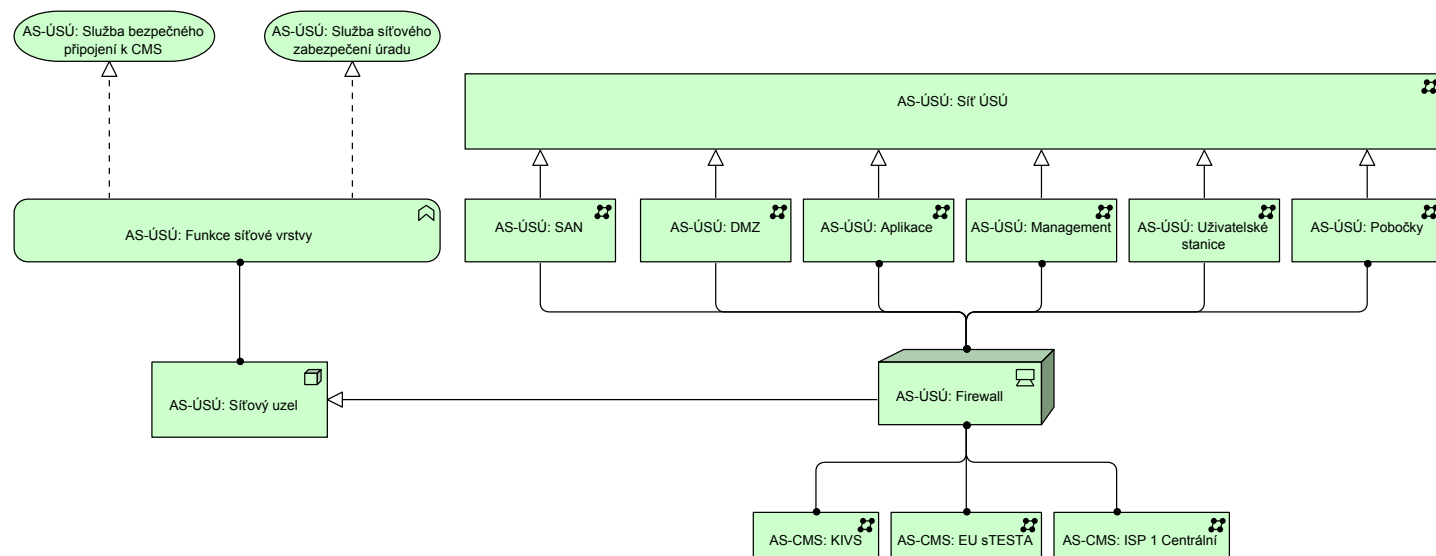 AS-ÚSÚ: Služba bezpečného
připojení k CMS
AS-ÚSÚ: Služba síťového
zabezpečení úradu
AS-ÚSÚ: Síť ÚSÚ
AS-ÚSÚ: Funkce síťové vrstvy
AS-ÚSÚ: SAN
AS-ÚSÚ: DMZ
AS-ÚSÚ: Aplikace
AS-ÚSÚ: Management
AS-ÚSÚ: Uživatelské
stanice
AS-ÚSÚ: Pobočky
AS-ÚSÚ: Síťový uzel
AS-ÚSÚ: Firewall
AS-CMS: KIVS
AS-CMS: EU sTESTA
AS-CMS: ISP 1 Centrální